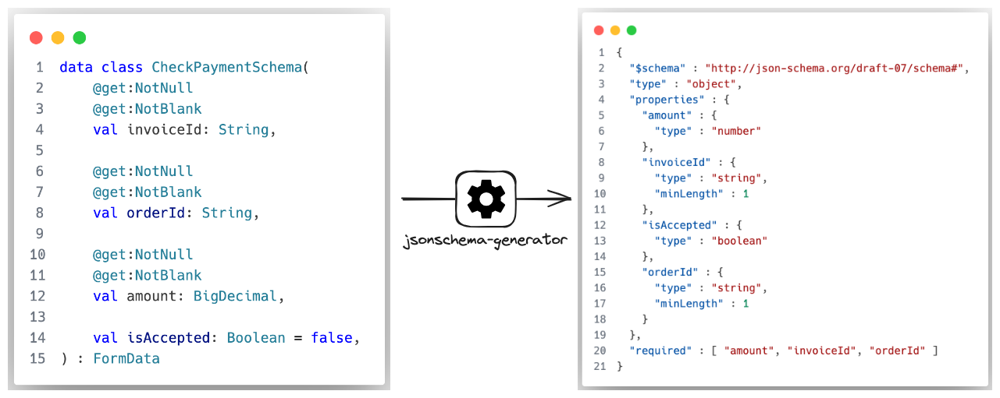 1 data class CheckPaymentSchema(
2 @get:NotNull
3 @get:NotBlank
4 val invoiceId: String,
5
6 @get:NotNull
7 @get:NotBlank
8 val orderId: String,
9
10 @get:NotNull
11 @get:NotBlank
12 val amount: BigDecimal,
13
14 val isAccepted: Boolean = false,
15 ) : FormData
jsonschema-generator
1 {
2 "$schema" : "http://json-schema.org/draft-07/schema#",
3 "type" : "object",
4 "properties" : {
5 "amount" : {
6 "type" : "number"
7 },
8 "invoiceId" : {
9 "type" : "string",
10 "minLength" : 1
11 },
12 "isAccepted" : {
13 "type" : "boolean"
14 },
15 "orderId" : {
16 "type" : "string",
17 "minLength" : 1
18 }
19 },
20 "required" : [ "amount", "invoiceId", "orderId" ]
21 }